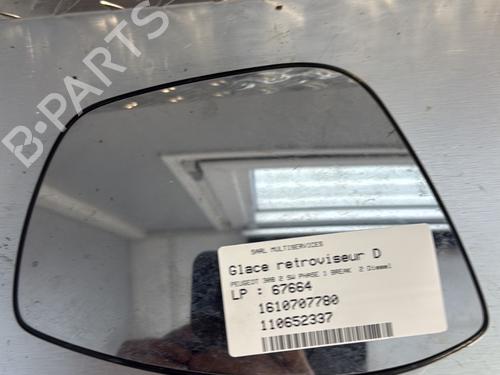 B-PARTS
SARL MULTISERVICES
Glace retroviseur D
PEUGEOT 308 2 SW PHASE 1 BREAK 2 Diesel
LP : 67664
1610707780
110652337